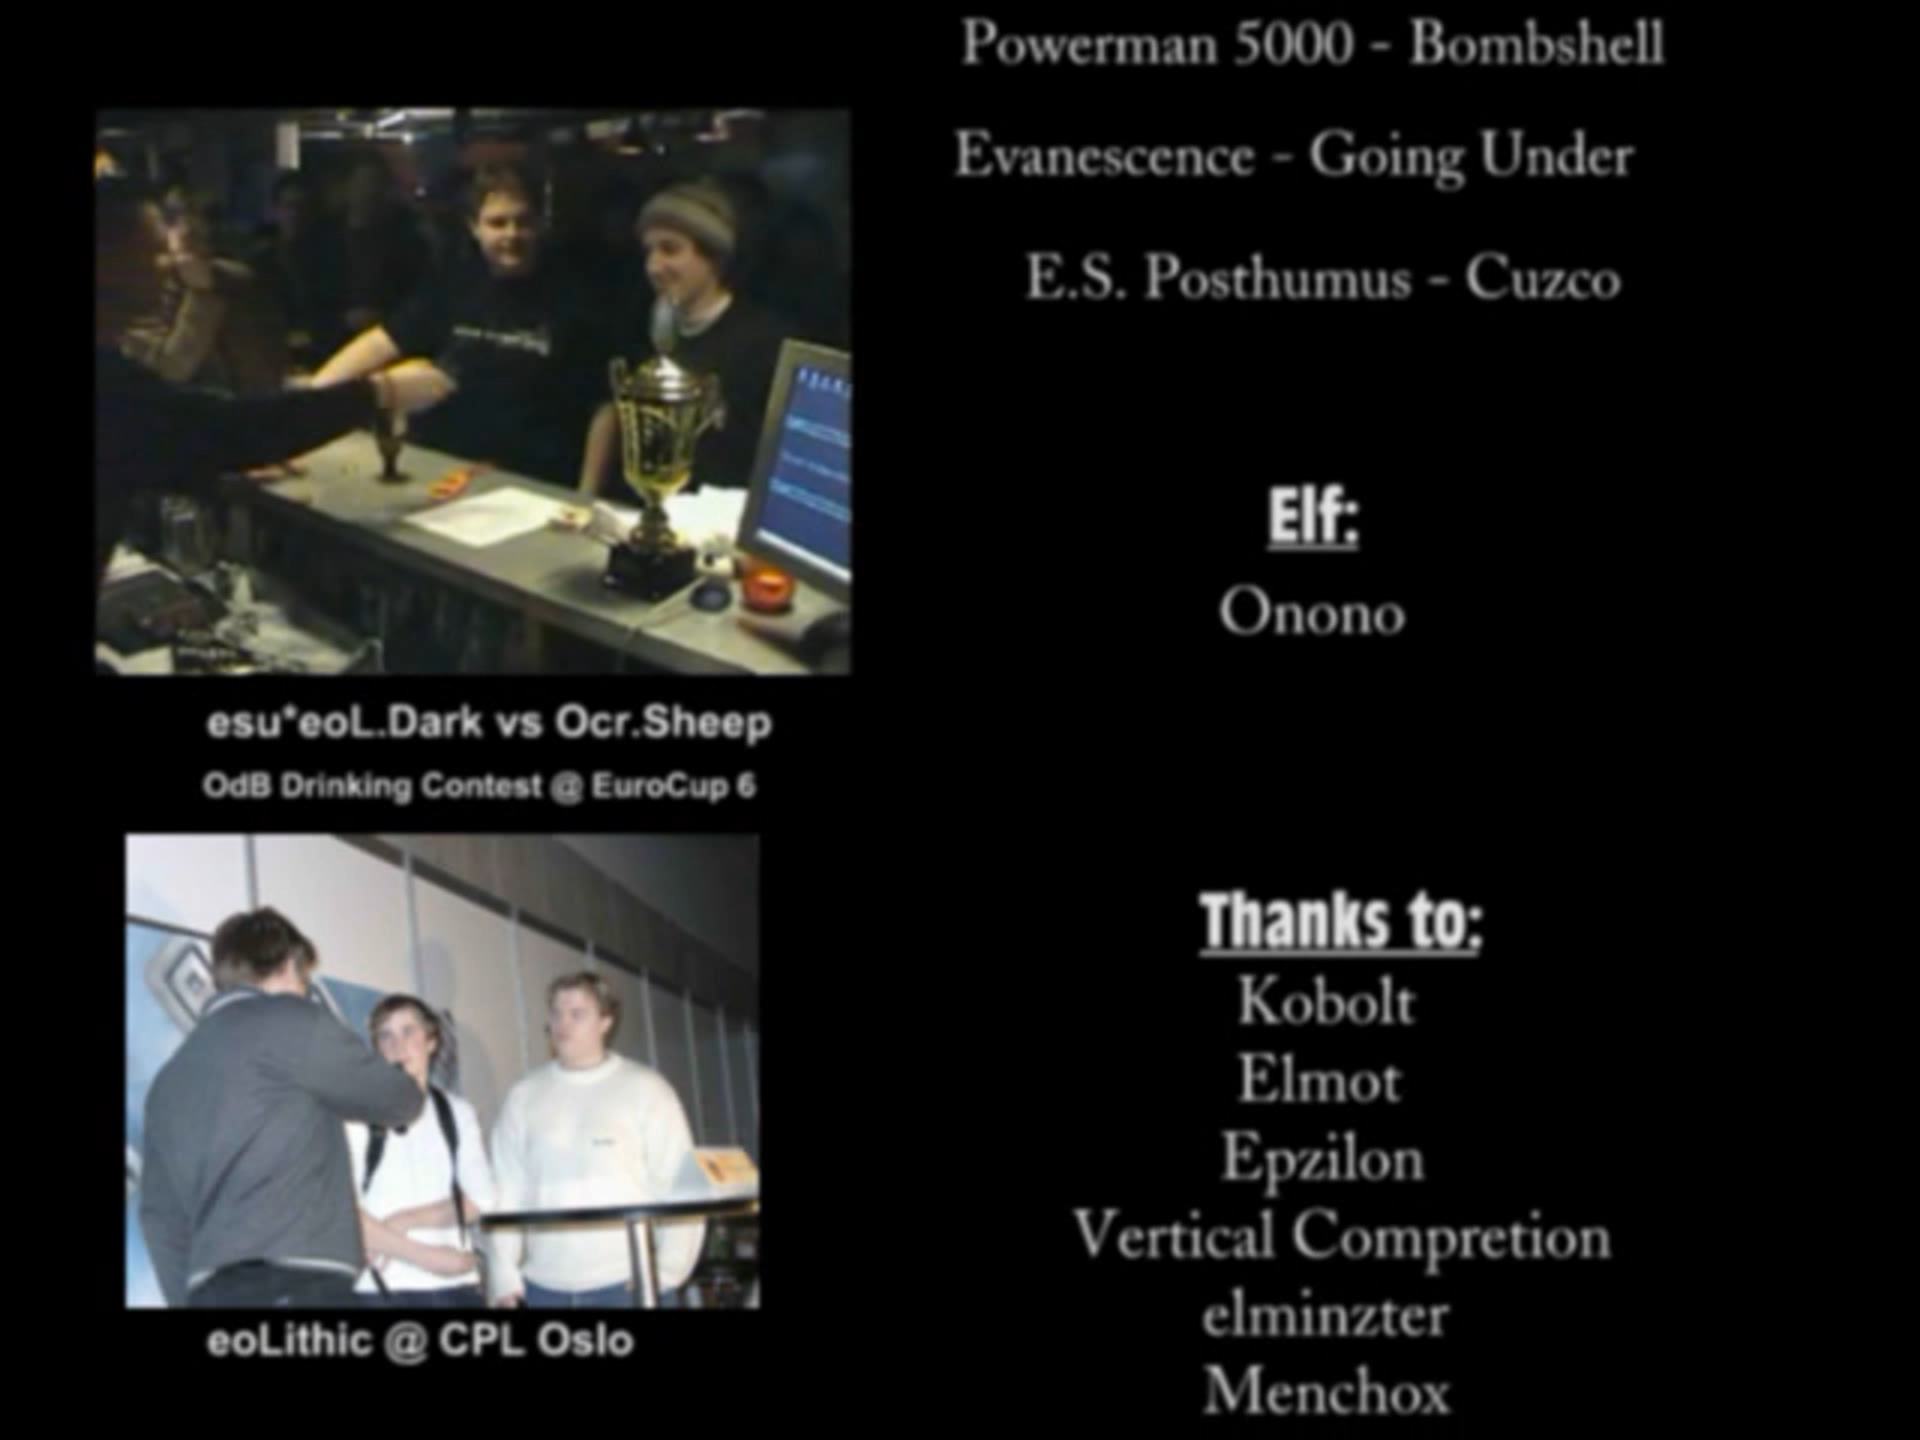 Powerman 5000 - Bombshell
Evanescence - Going Under
E.S. Posthumus - Cuzco
Elf:
Onono
esu*eoL.Dark vs Ocr.Sheep
OdB Drinking Contest @ EuroCup 6
Thanks to:
Kobolt
Elmot
Epzilon
Vertical Compretion
elminzter
Menchox
eoLithic @ CPL Oslo